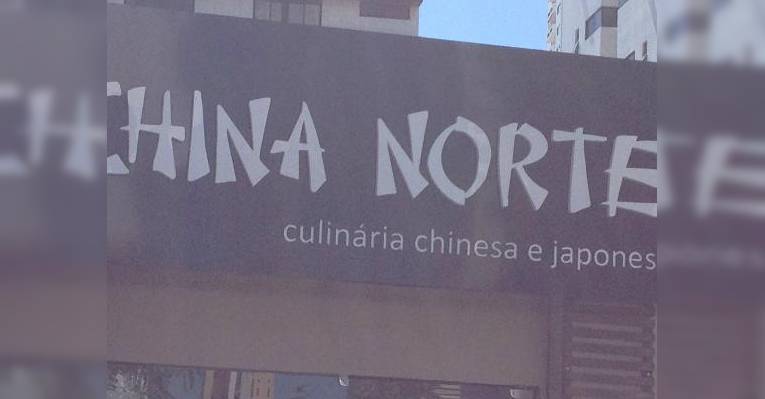 CHINA NORTE
culinária chinesa e japones